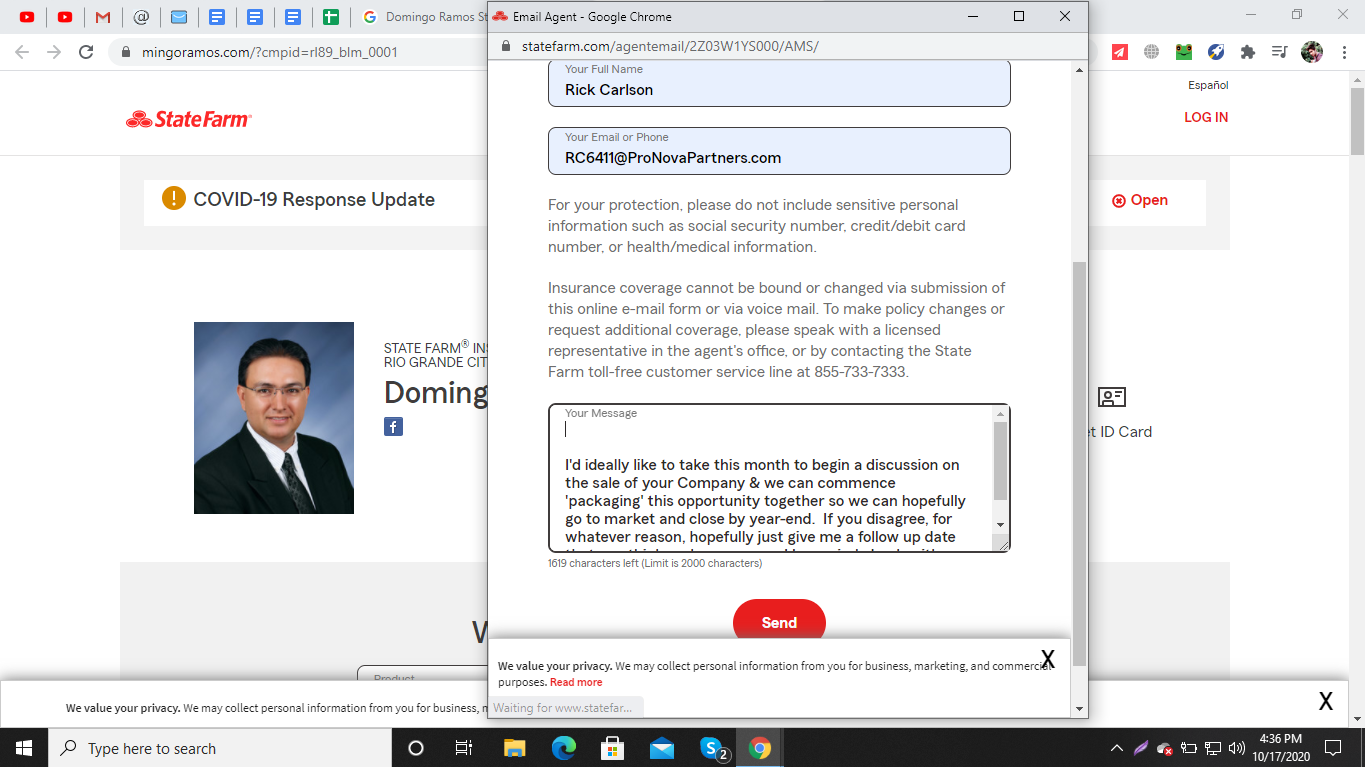 Domingo Ramos St
Email Agent - Google Chrome
mingoramos.com/?cmpid=rl89_blm_0001
statefarm.com/agentemail/2Z03W1YS000/AMS/
Español
LOG IN
StateFarm
COVID-19 Response Update
Open
STATE FARM® INS
RIO GRANDE CIT
Doming
f
t ID Card
W
Product
Your Full Name
Rick Carlson
Your Email or Phone
RC6411@ProNovaPartners.com
For your protection, please do not include sensitive personal
information such as social security number, credit/debit card
number, or health/medical information.
Insurance coverage cannot be bound or changed via submission of
this online e-mail form or via voice mail. To make policy changes or
request additional coverage, please speak with a licensed
representative in the agent's office, or by contacting the State
Farm toll-free customer service line at 855-733-7333.
Your Message
I'd ideally like to take this month to begin a discussion on
the sale of your Company & we can commence
'packaging' this opportunity together so we can hopefully
go to market and close by year-end.  If you disagree, for
whatever reason, hopefully just give me a follow up date
1619 characters left (Limit is 2000 characters)
Send
We value your privacy. We may collect personal information from you for business, marketing, and commercial
purposes. Read more
X
Waiting for www.statefar...
We value your privacy. We may collect personal information from you for business, m
X
Type here to search
2
4:36 PM
10/17/2020